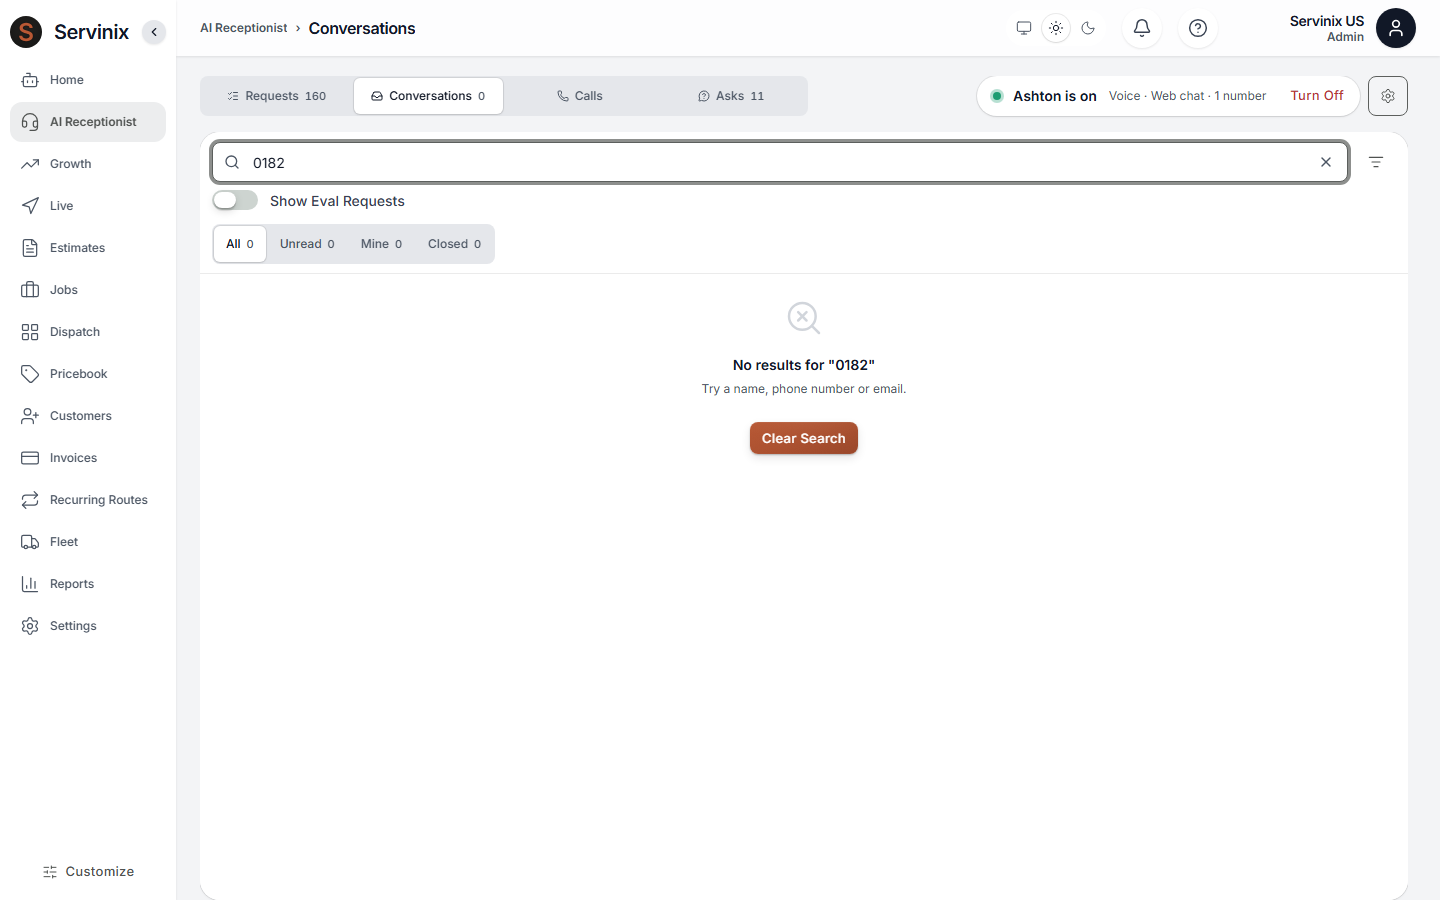 Servinix
Home
AI Receptionist
Growth
Live
Estimates
Jobs
Dispatch
Pricebook
Customers
Invoices
Recurring Routes
Fleet
Reports
Settings
Customize
AI Receptionist › Conversations
Servinix US
Admin
Requests 160
Conversations 0
Calls
Asks 11
Ashton is on Voice · Web chat · 1 number Turn Off
0182
Show Eval Requests
All 0 Unread 0 Mine 0 Closed 0
No results for "0182"
Try a name, phone number or email.
Clear Search